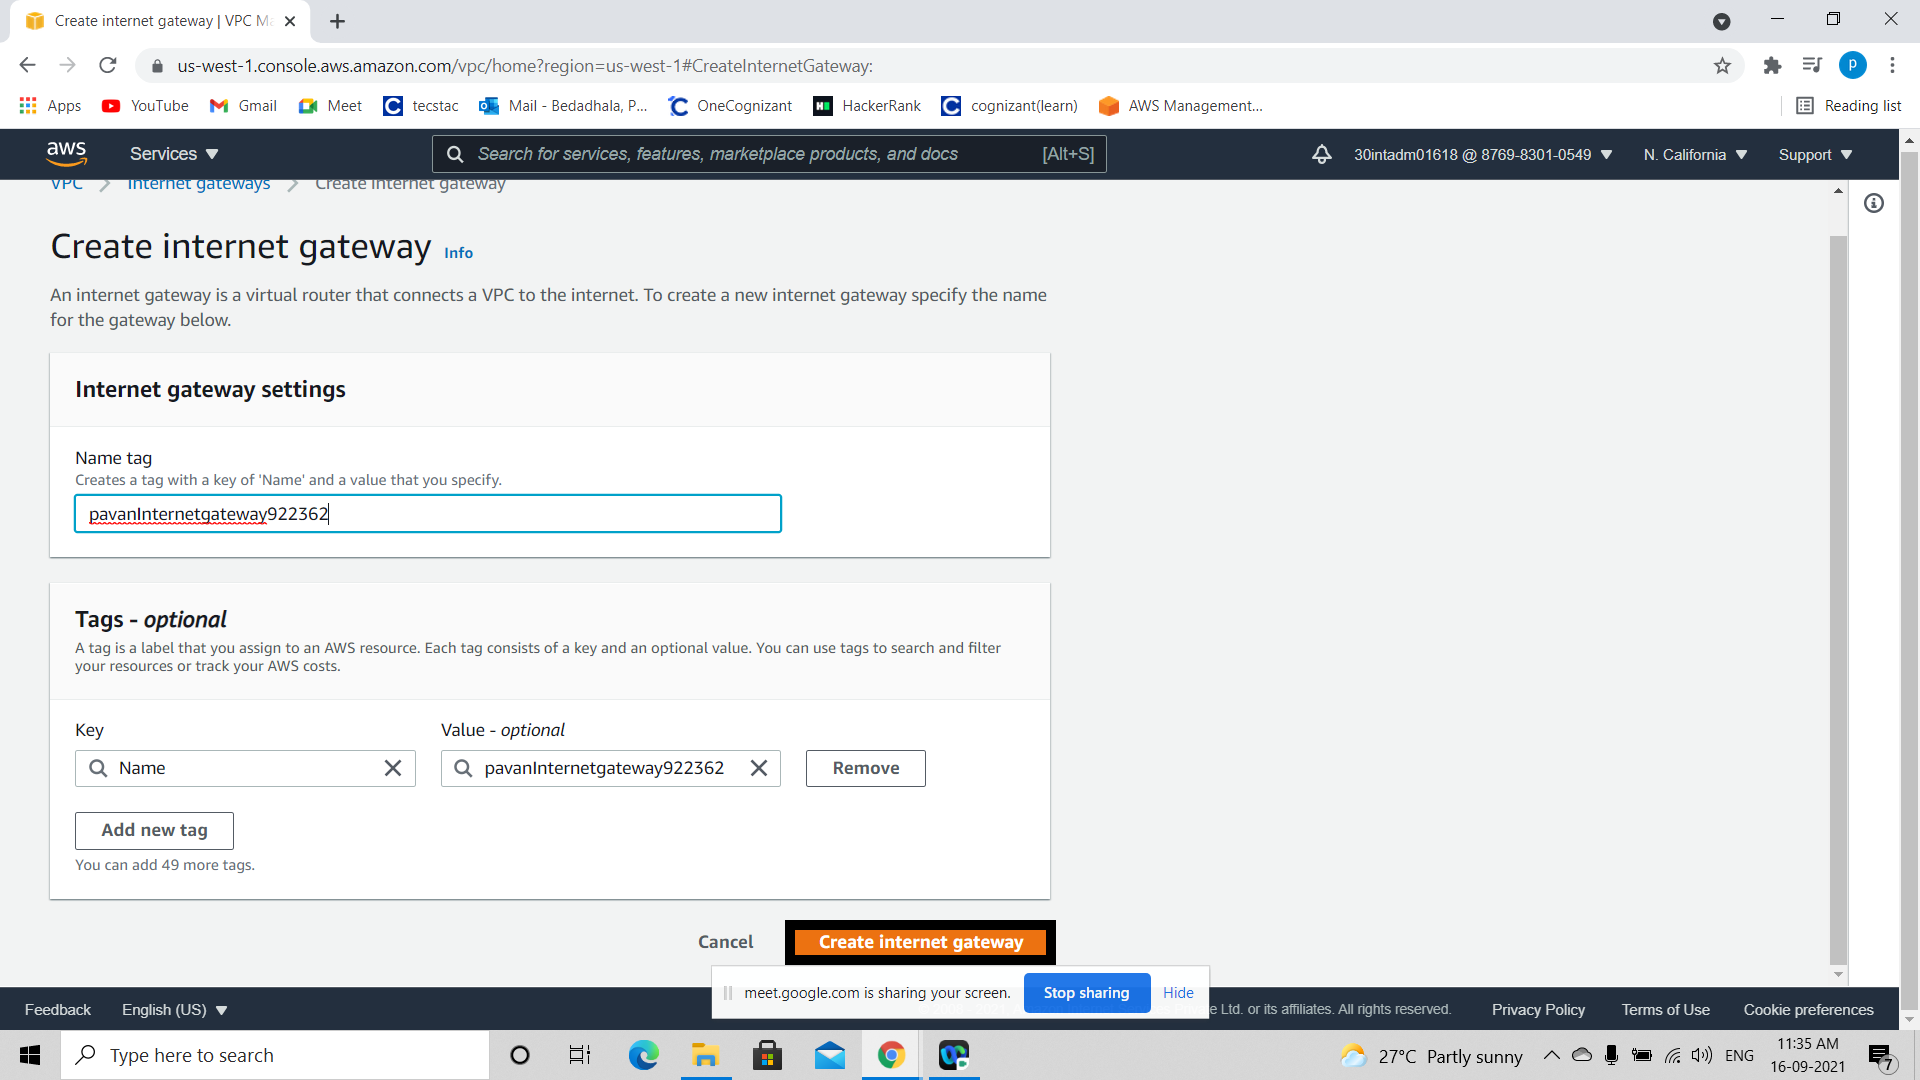 Create internet gateway | VPC Ma
us-west-1.console.aws.amazon.com/vpc/home?region=us-west-1#CreateInternetGateway:
P
Apps YouTube Gmail Meet tecstac Mail - Bedadhala, P... OneCognizant HackerRank cognizant(learn) AWS Management... Reading list
aws Services ▼ Search for services, features, marketplace products, and docs [Alt+S] 30intadm01618 @ 8769-8301-0549 ▼ N. California ▼ Support ▼
VPC > Internet gateways > Create internet gateway
Create internet gateway Info
An internet gateway is a virtual router that connects a VPC to the internet. To create a new internet gateway specify the name
for the gateway below.
Internet gateway settings
Name tag
Creates a tag with a key of 'Name' and a value that you specify.
pavanInternetgateway922362
Tags - optional
A tag is a label that you assign to an AWS resource. Each tag consists of a key and an optional value. You can use tags to search and filter
your resources or track your AWS costs.
Key Value - optional
Name pavanInternetgateway922362 Remove
Add new tag
You can add 49 more tags.
Cancel Create internet gateway
meet.google.com is sharing your screen. Stop sharing Hide
Feedback English (US) ▼ e Ltd. or its affiliates. All rights reserved. Privacy Policy Terms of Use Cookie preferences
Type here to search 27°C Partly sunny ENG 11:35 AM
16-09-2021 7